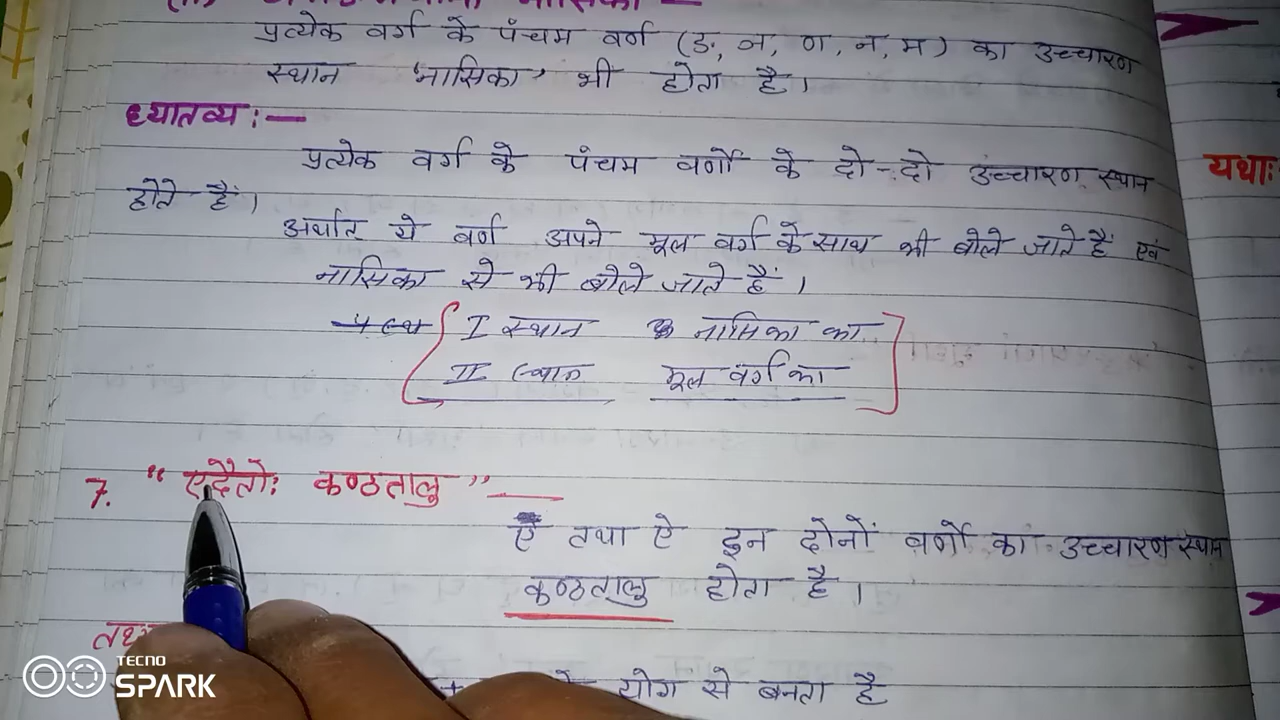 प्रत्येक वर्ग के पंचम वर्ण (ङ, ञ, ण, न, म) का उच्चारण
स्थान 'नासिका' भी होता है।
ध्यातव्य :—
प्रत्येक वर्ग के पंचम वर्णों के दो-दो उच्चारण स्थान
होते हैं।
अर्थात ये वर्ण अपने मूल वर्ग के साथ भी बोले जाते हैं एवं
नासिका से भी बोले जाते हैं।
I स्थान नासिका का
II स्थान मूल वर्ग का
7. "एदैतोः कण्ठतालु" —
ए तथा ऐ इन दोनों वर्णों का उच्चारण स्थान
कण्ठतालु होता है।
योग से बनता है
यथाः
TECNO
SPARK